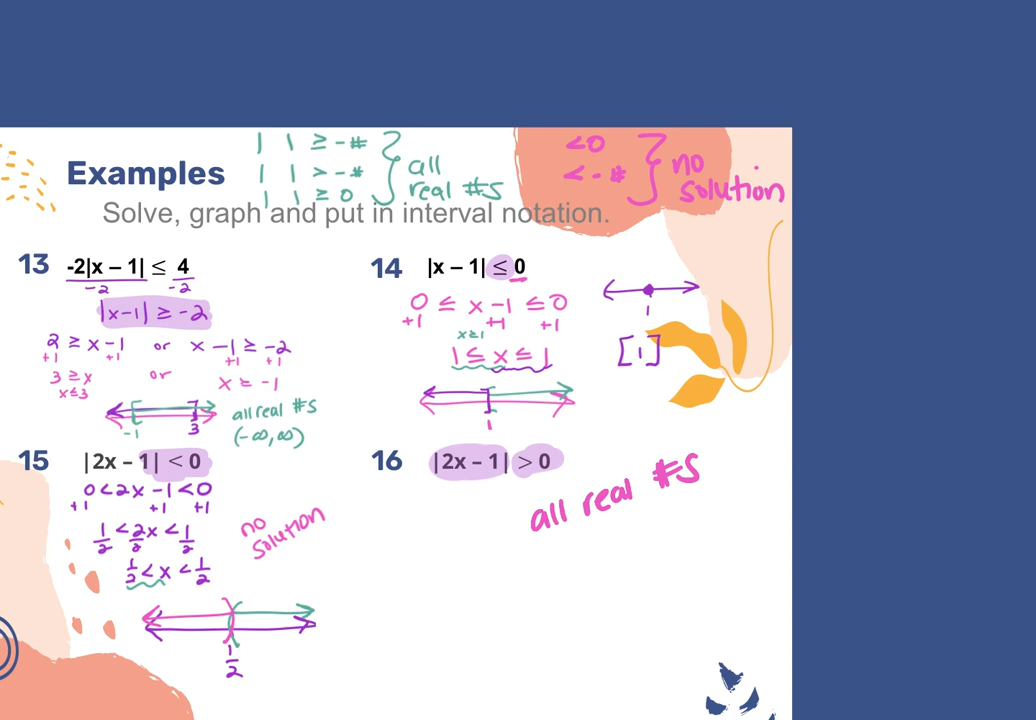 Examples
| | ≥ -#
| | > -#
| | ≥ 0
all
real #s
<0
< -#
no
solution
Solve, graph and put in interval notation.
13
-2|x – 1| ≤ 4
-2 -2
|x-1| ≥ -2
2 ≥ x -1 or x -1 ≥ -2
+1 +1 +1 +1
3 ≥ x or x ≥ -1
x ≤ 3
-1 3
all real #s
(-∞,∞)
14
|x – 1| ≤ 0
0 ≤ x -1 ≤ 0
+1 +1 +1
x≥1
1 ≤ x ≤ 1
1
1
[1]
15
|2x – 1| < 0
0<2x -1<0
+1 +1 +1
1/2 <2x/2 <1/2
1/2 < x < 1/2
no
solution
1/2
16
|2x – 1| > 0
all real #s